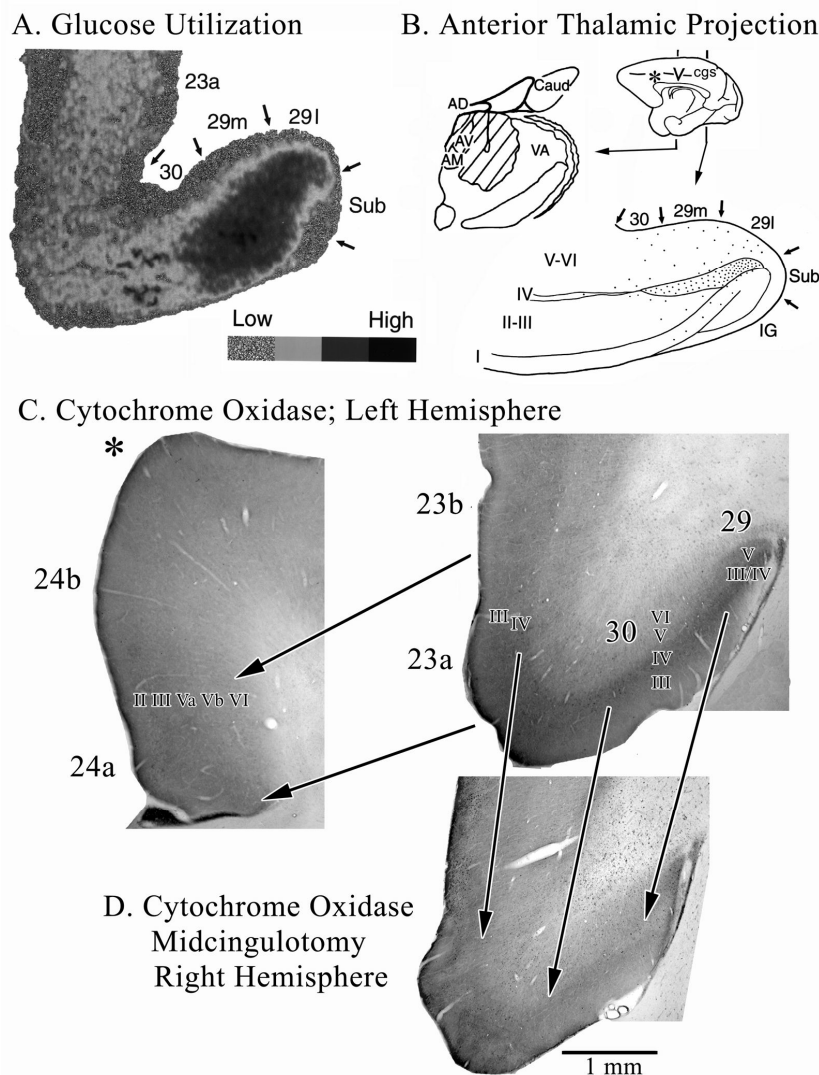 A. Glucose Utilization
23a
29m
29l
30
Sub
Low High
B. Anterior Thalamic Projection
Caud
AD
AV
AM
VA
* V cgs
30 29m 29l
V-VI
Sub
IV
II-III
IG
I
C. Cytochrome Oxidase; Left Hemisphere
*
24b
II III Va Vb VI
24a
23b
29
V
III/IV
III IV
30
VI
V
IV
III
23a
D. Cytochrome Oxidase
Midcingulotomy
Right Hemisphere
1 mm